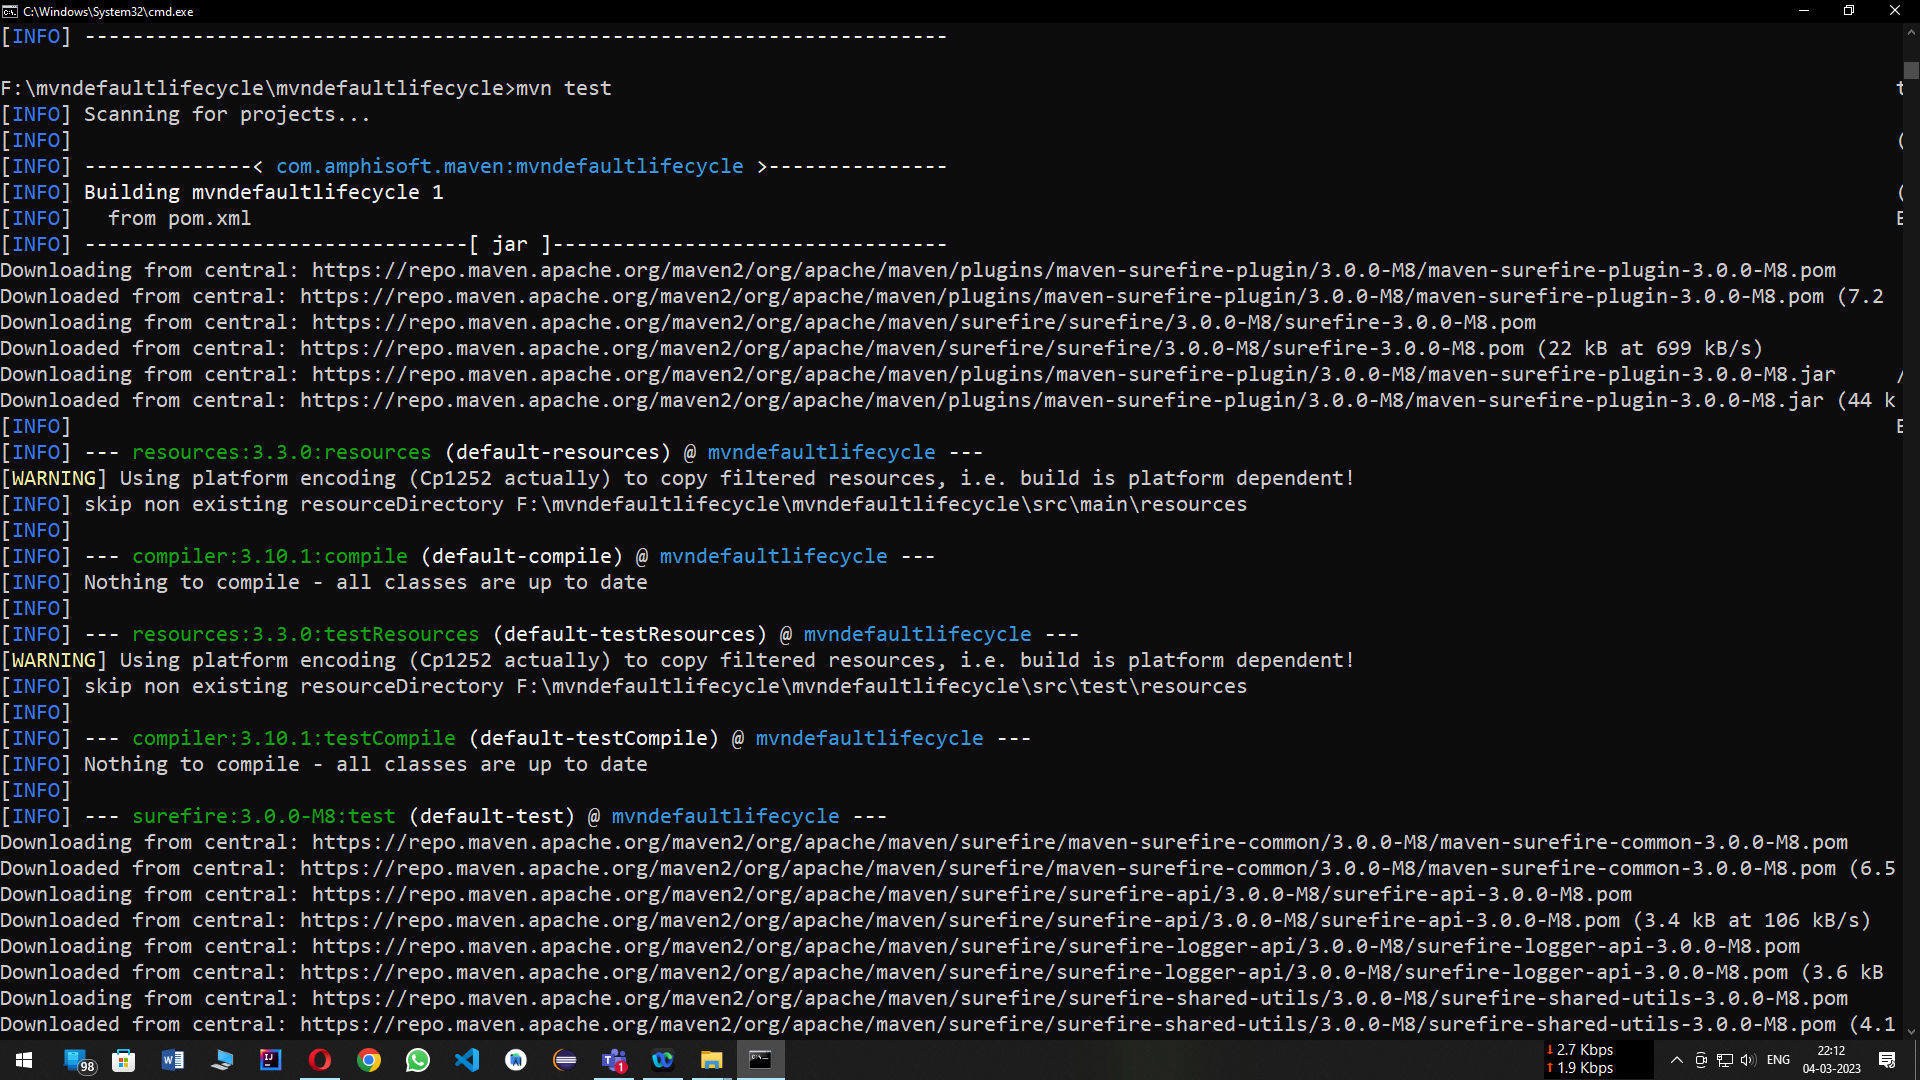 C:\Windows\System32\cmd.exe
[INFO] ------------------------------------------------------------------------
F:\mvndefaultlifecycle\mvndefaultlifecycle>mvn test
[INFO] Scanning for projects...
[INFO]
[INFO] --------------< com.amphisoft.maven:mvndefaultlifecycle >---------------
[INFO] Building mvndefaultlifecycle 1
[INFO]   from pom.xml
[INFO] --------------------------------[ jar ]---------------------------------
Downloading from central: https://repo.maven.apache.org/maven2/org/apache/maven/plugins/maven-surefire-plugin/3.0.0-M8/maven-surefire-plugin-3.0.0-M8.pom
Downloaded from central: https://repo.maven.apache.org/maven2/org/apache/maven/plugins/maven-surefire-plugin/3.0.0-M8/maven-surefire-plugin-3.0.0-M8.pom (7.2
Downloading from central: https://repo.maven.apache.org/maven2/org/apache/maven/surefire/surefire/3.0.0-M8/surefire-3.0.0-M8.pom
Downloaded from central: https://repo.maven.apache.org/maven2/org/apache/maven/surefire/surefire/3.0.0-M8/surefire-3.0.0-M8.pom (22 kB at 699 kB/s)
Downloading from central: https://repo.maven.apache.org/maven2/org/apache/maven/plugins/maven-surefire-plugin/3.0.0-M8/maven-surefire-plugin-3.0.0-M8.jar
Downloaded from central: https://repo.maven.apache.org/maven2/org/apache/maven/plugins/maven-surefire-plugin/3.0.0-M8/maven-surefire-plugin-3.0.0-M8.jar (44 k
[INFO]
[INFO] --- resources:3.3.0:resources (default-resources) @ mvndefaultlifecycle ---
[WARNING] Using platform encoding (Cp1252 actually) to copy filtered resources, i.e. build is platform dependent!
[INFO] skip non existing resourceDirectory F:\mvndefaultlifecycle\mvndefaultlifecycle\src\main\resources
[INFO]
[INFO] --- compiler:3.10.1:compile (default-compile) @ mvndefaultlifecycle ---
[INFO] Nothing to compile - all classes are up to date
[INFO]
[INFO] --- resources:3.3.0:testResources (default-testResources) @ mvndefaultlifecycle ---
[WARNING] Using platform encoding (Cp1252 actually) to copy filtered resources, i.e. build is platform dependent!
[INFO] skip non existing resourceDirectory F:\mvndefaultlifecycle\mvndefaultlifecycle\src\test\resources
[INFO]
[INFO] --- compiler:3.10.1:testCompile (default-testCompile) @ mvndefaultlifecycle ---
[INFO] Nothing to compile - all classes are up to date
[INFO]
[INFO] --- surefire:3.0.0-M8:test (default-test) @ mvndefaultlifecycle ---
Downloading from central: https://repo.maven.apache.org/maven2/org/apache/maven/surefire/maven-surefire-common/3.0.0-M8/maven-surefire-common-3.0.0-M8.pom
Downloaded from central: https://repo.maven.apache.org/maven2/org/apache/maven/surefire/maven-surefire-common/3.0.0-M8/maven-surefire-common-3.0.0-M8.pom (6.5
Downloading from central: https://repo.maven.apache.org/maven2/org/apache/maven/surefire/surefire-api/3.0.0-M8/surefire-api-3.0.0-M8.pom
Downloaded from central: https://repo.maven.apache.org/maven2/org/apache/maven/surefire/surefire-api/3.0.0-M8/surefire-api-3.0.0-M8.pom (3.4 kB at 106 kB/s)
Downloading from central: https://repo.maven.apache.org/maven2/org/apache/maven/surefire/surefire-logger-api/3.0.0-M8/surefire-logger-api-3.0.0-M8.pom
Downloaded from central: https://repo.maven.apache.org/maven2/org/apache/maven/surefire/surefire-logger-api/3.0.0-M8/surefire-logger-api-3.0.0-M8.pom (3.6 kB
Downloading from central: https://repo.maven.apache.org/maven2/org/apache/maven/surefire/surefire-shared-utils/3.0.0-M8/surefire-shared-utils-3.0.0-M8.pom
Downloaded from central: https://repo.maven.apache.org/maven2/org/apache/maven/surefire/surefire-shared-utils/3.0.0-M8/surefire-shared-utils-3.0.0-M8.pom (4.1
98
1
↓ 2.7 Kbps
↑ 1.9 Kbps
ENG
22:12
04-03-2023